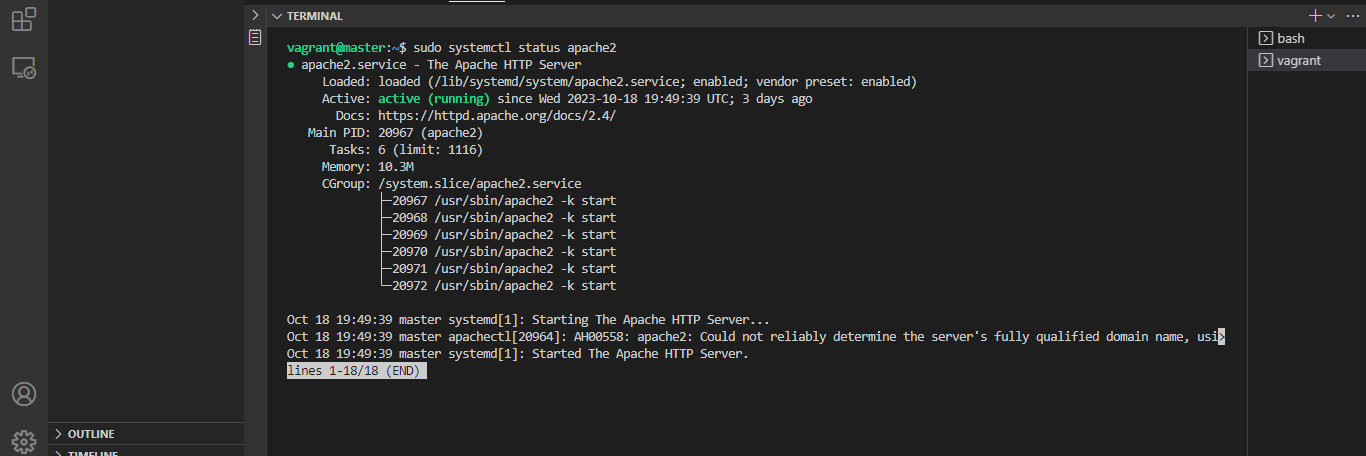 TERMINAL
vagrant@master:~$ sudo systemctl status apache2
● apache2.service - The Apache HTTP Server
     Loaded: loaded (/lib/systemd/system/apache2.service; enabled; vendor preset: enabled)
     Active: active (running) since Wed 2023-10-18 19:49:39 UTC; 3 days ago
       Docs: https://httpd.apache.org/docs/2.4/
   Main PID: 20967 (apache2)
      Tasks: 6 (limit: 1116)
     Memory: 10.3M
     CGroup: /system.slice/apache2.service
             ├─20967 /usr/sbin/apache2 -k start
             ├─20968 /usr/sbin/apache2 -k start
             ├─20969 /usr/sbin/apache2 -k start
             ├─20970 /usr/sbin/apache2 -k start
             ├─20971 /usr/sbin/apache2 -k start
             └─20972 /usr/sbin/apache2 -k start
Oct 18 19:49:39 master systemd[1]: Starting The Apache HTTP Server...
Oct 18 19:49:39 master apachectl[20964]: AH00558: apache2: Could not reliably determine the server's fully qualified domain name, usi>
Oct 18 19:49:39 master systemd[1]: Started The Apache HTTP Server.
lines 1-18/18 (END)
bash
vagrant
OUTLINE
TIMELINE